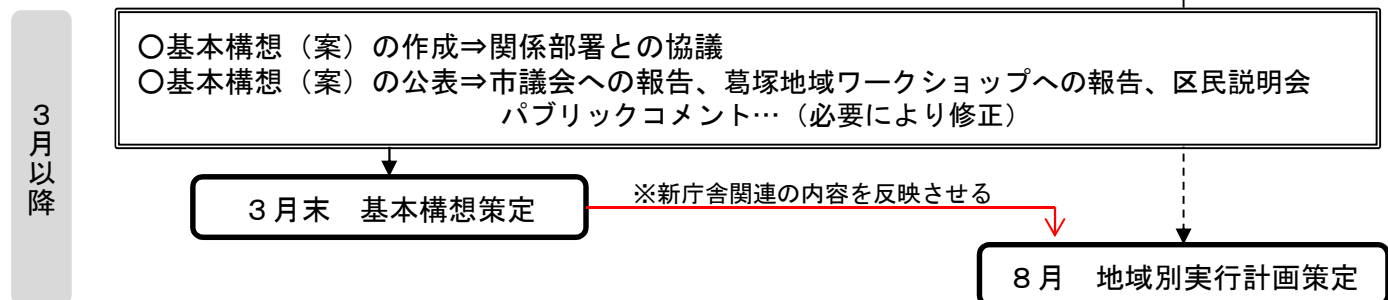 ３月以降
〇基本構想（案）の作成⇒関係部署との協議
〇基本構想（案）の公表⇒市議会への報告、葛塚地域ワークショップへの報告、区民説明会
パブリックコメント…（必要により修正）
３月末　基本構想策定
※新庁舎関連の内容を反映させる
８月　地域別実行計画策定